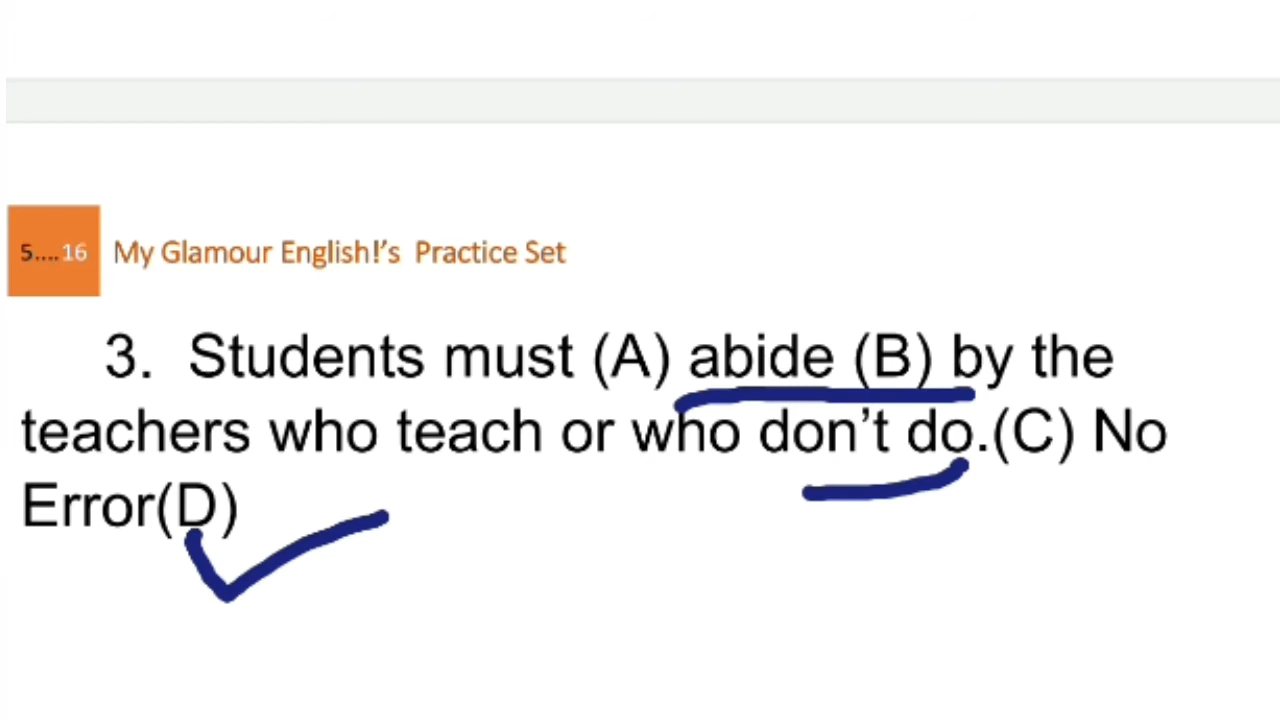 5....16 My Glamour English!'s Practice Set
3. Students must (A) abide (B) by the
teachers who teach or who don't do.(C) No
Error(D)